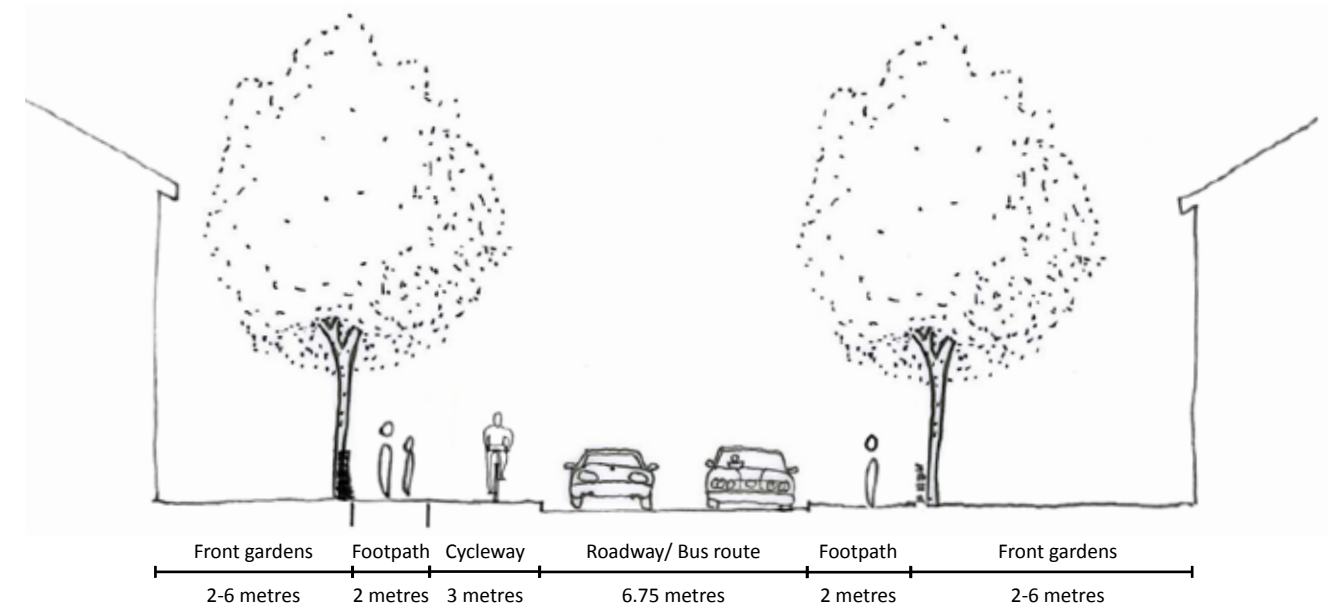 Front gardens Footpath Cycleway Roadway/ Bus route Footpath Front gardens
2-6 metres 2 metres 3 metres 6.75 metres 2 metres 2-6 metres